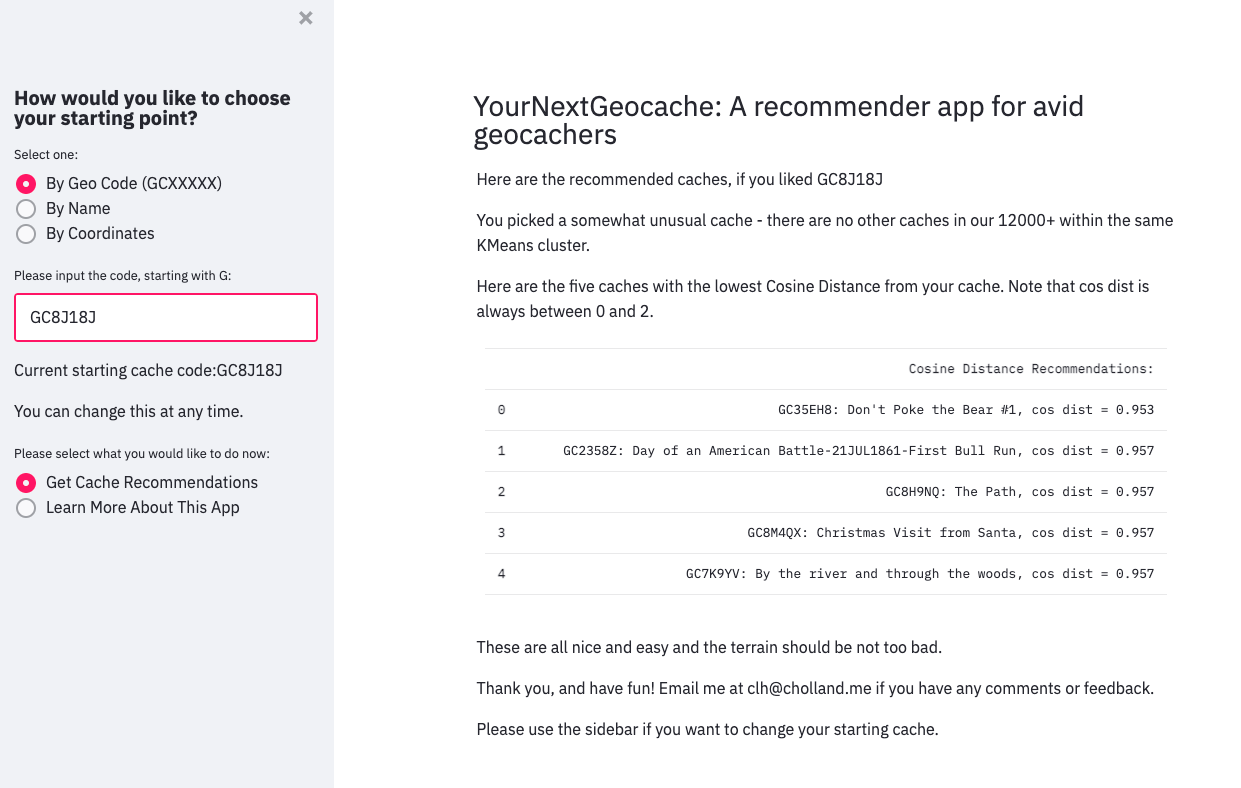 ×
How would you like to choose
your starting point?
Select one:
By Geo Code (GCXXXXX)
By Name
By Coordinates
Please input the code, starting with G:
GC8J18J
Current starting cache code:GC8J18J
You can change this at any time.
Please select what you would like to do now:
Get Cache Recommendations
Learn More About This App
YourNextGeocache: A recommender app for avid
geocachers
Here are the recommended caches, if you liked GC8J18J
You picked a somewhat unusual cache - there are no other caches in our 12000+ within the same
KMeans cluster.
Here are the five caches with the lowest Cosine Distance from your cache. Note that cos dist is
always between 0 and 2.
Cosine Distance Recommendations:
0 GC35EH8: Don't Poke the Bear #1, cos dist = 0.953
1 GC2358Z: Day of an American Battle-21JUL1861-First Bull Run, cos dist = 0.957
2 GC8H9NQ: The Path, cos dist = 0.957
3 GC8M4QX: Christmas Visit from Santa, cos dist = 0.957
4 GC7K9YV: By the river and through the woods, cos dist = 0.957
These are all nice and easy and the terrain should be not too bad.
Thank you, and have fun! Email me at clh@cholland.me if you have any comments or feedback.
Please use the sidebar if you want to change your starting cache.